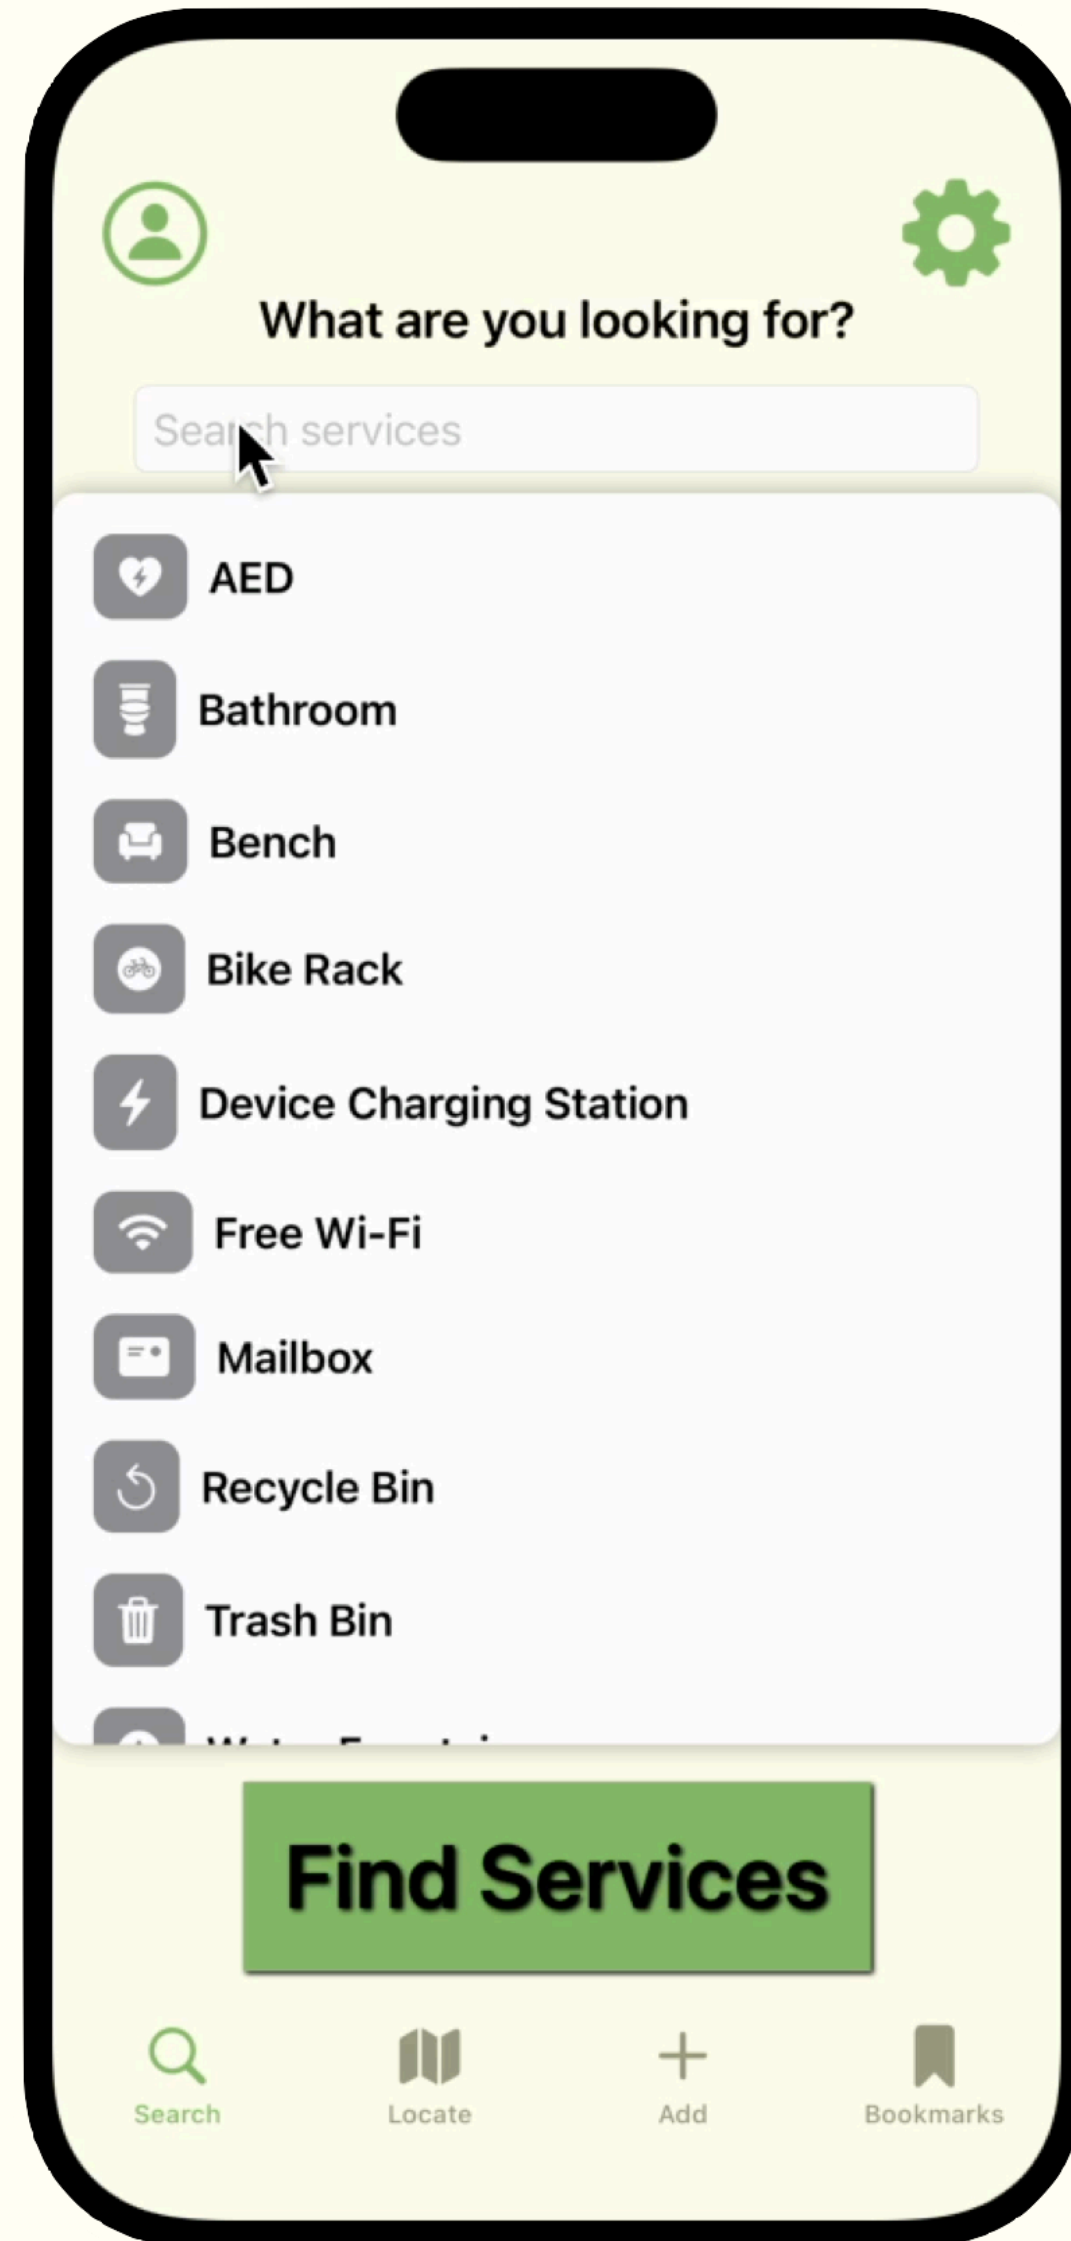 What are you looking for?
Search services
AED
Bathroom
Bench
Bike Rack
Device Charging Station
Free Wi-Fi
Mailbox
Recycle Bin
Trash Bin
Find Services
Search
Locate
Add
Bookmarks